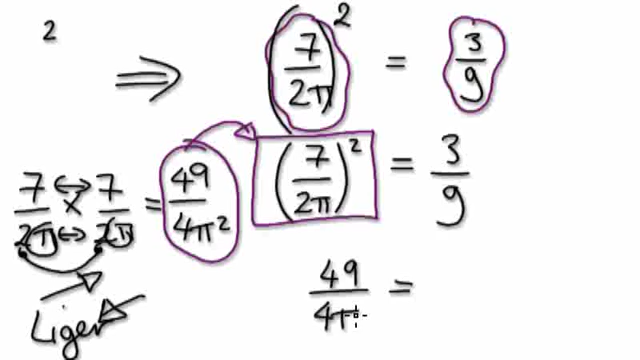 2
⇒ (7/2π)² = 3/g
7/2π × 7/2π = 49/4π² (7/2π)² = 3/g
49/4π =
Liger